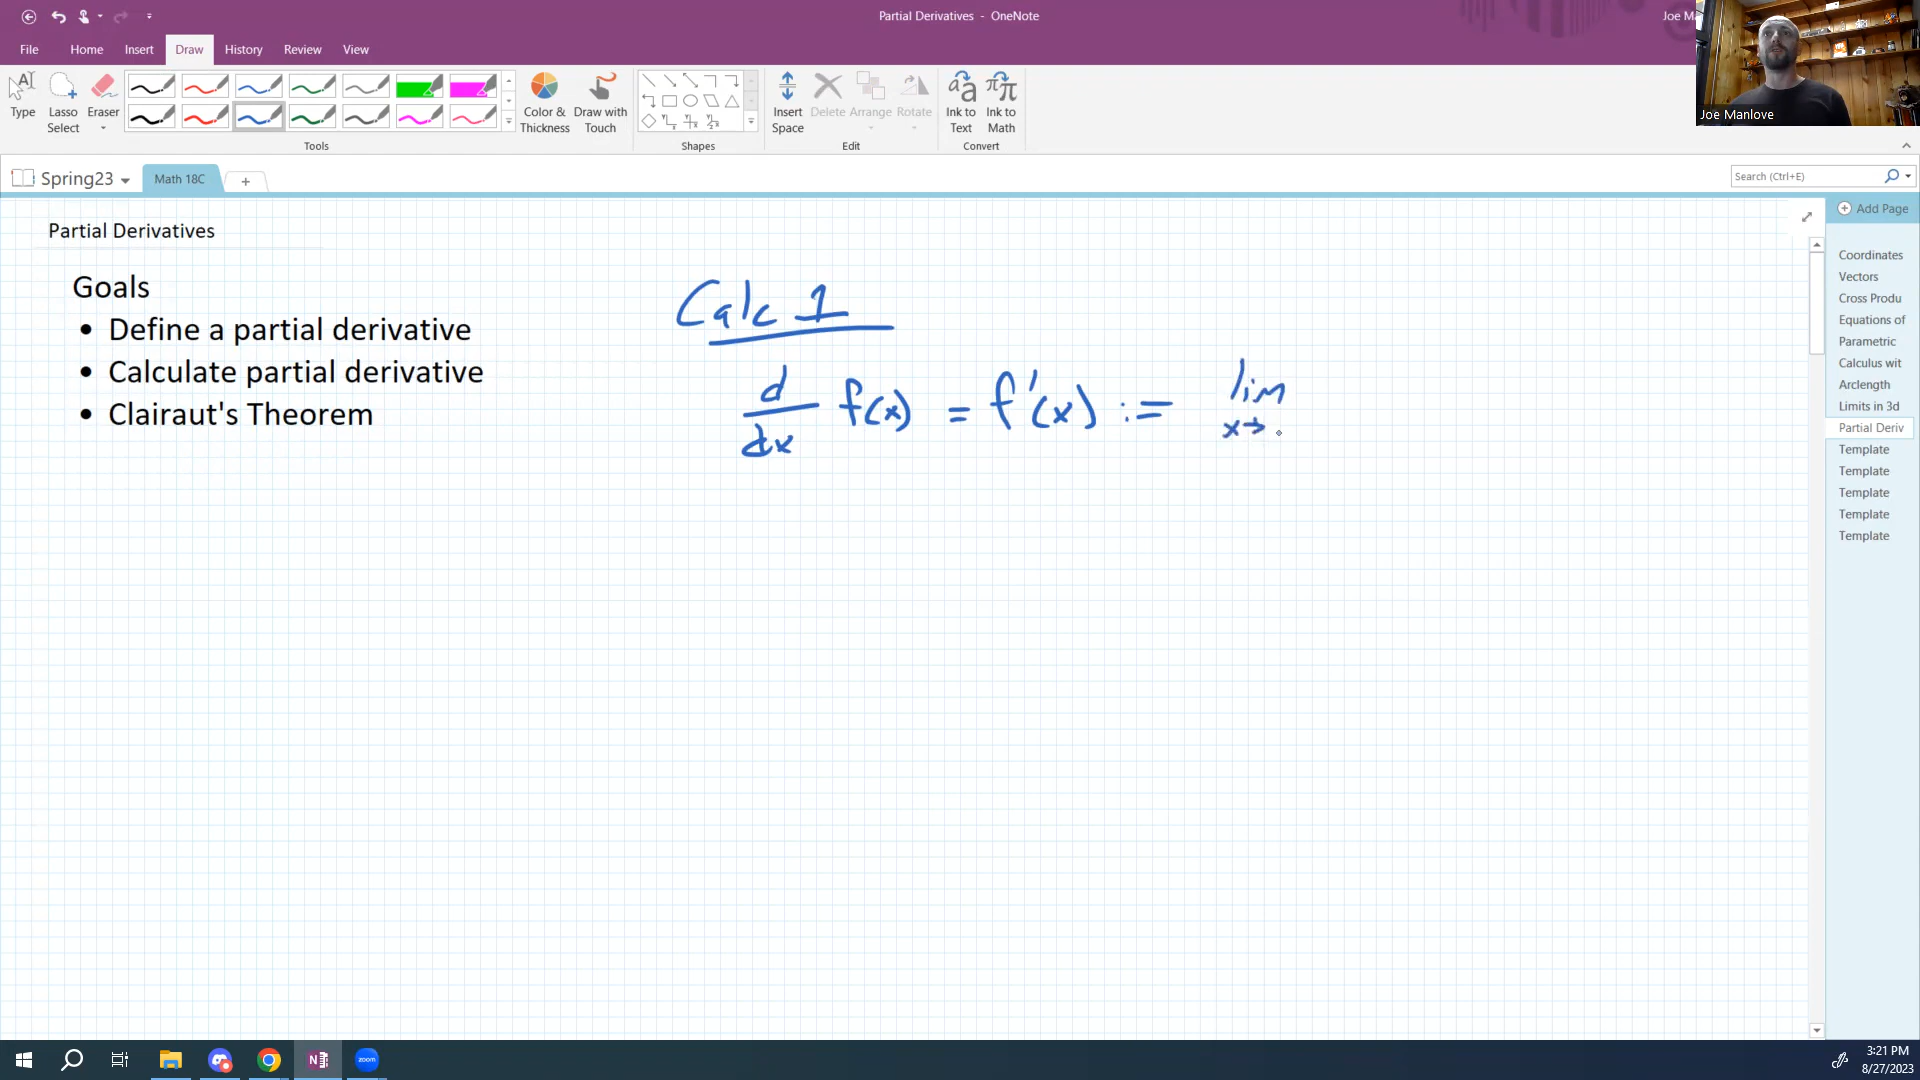 Partial Derivatives - OneNote
Joe Ma
File Home Insert Draw History Review View
Type Lasso Select Eraser Color & Thickness Draw with Touch Insert Space Delete Arrange Rotate Ink to Text Ink to Math
Tools Shapes Edit Convert
Joe Manlove
Spring23 Math 18C
Search (Ctrl+E)
Add Page
Partial Derivatives
Goals
• Define a partial derivative
• Calculate partial derivative
• Clairaut's Theorem
Calc 1
d/dx f(x) = f'(x) := lim x→
Coordinates
Vectors
Cross Produ
Equations of
Parametric
Calculus wit
Arclength
Limits in 3d
Partial Deriv
Template
Template
Template
Template
Template
zoom
3:21 PM
8/27/2023